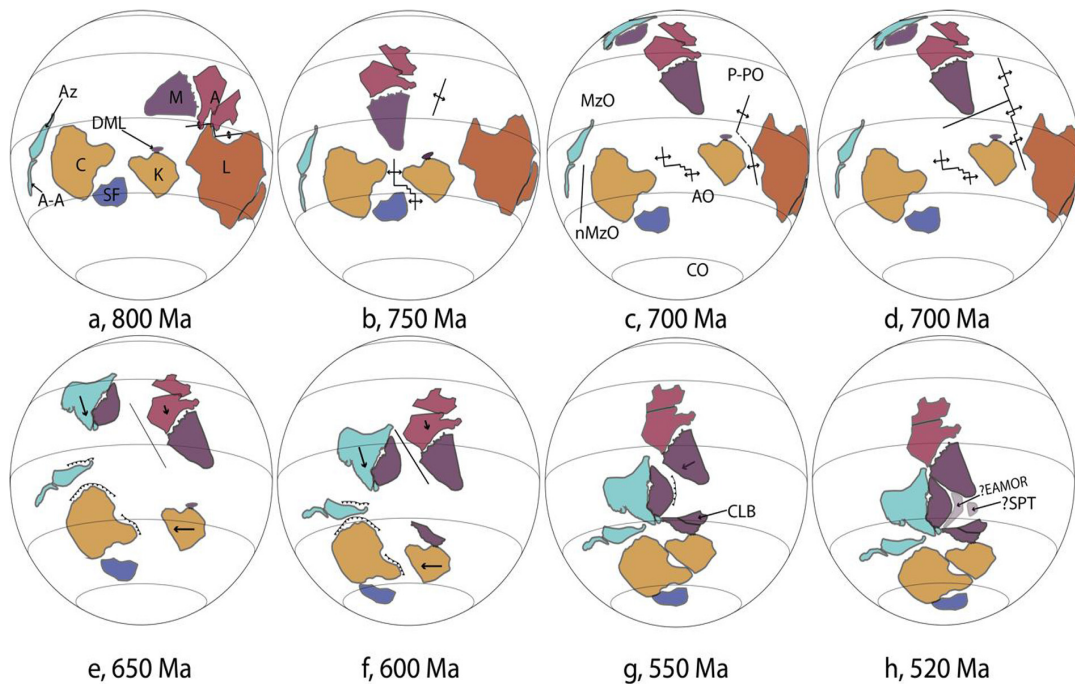 Az
DML
M
A
C
K
L
SF
A-A
a, 800 Ma
b, 750 Ma
P-PO
MzO
AO
nMzO
CO
c, 700 Ma
d, 700 Ma
e, 650 Ma
f, 600 Ma
CLB
g, 550 Ma
?EAMOR
?SPT
h, 520 Ma